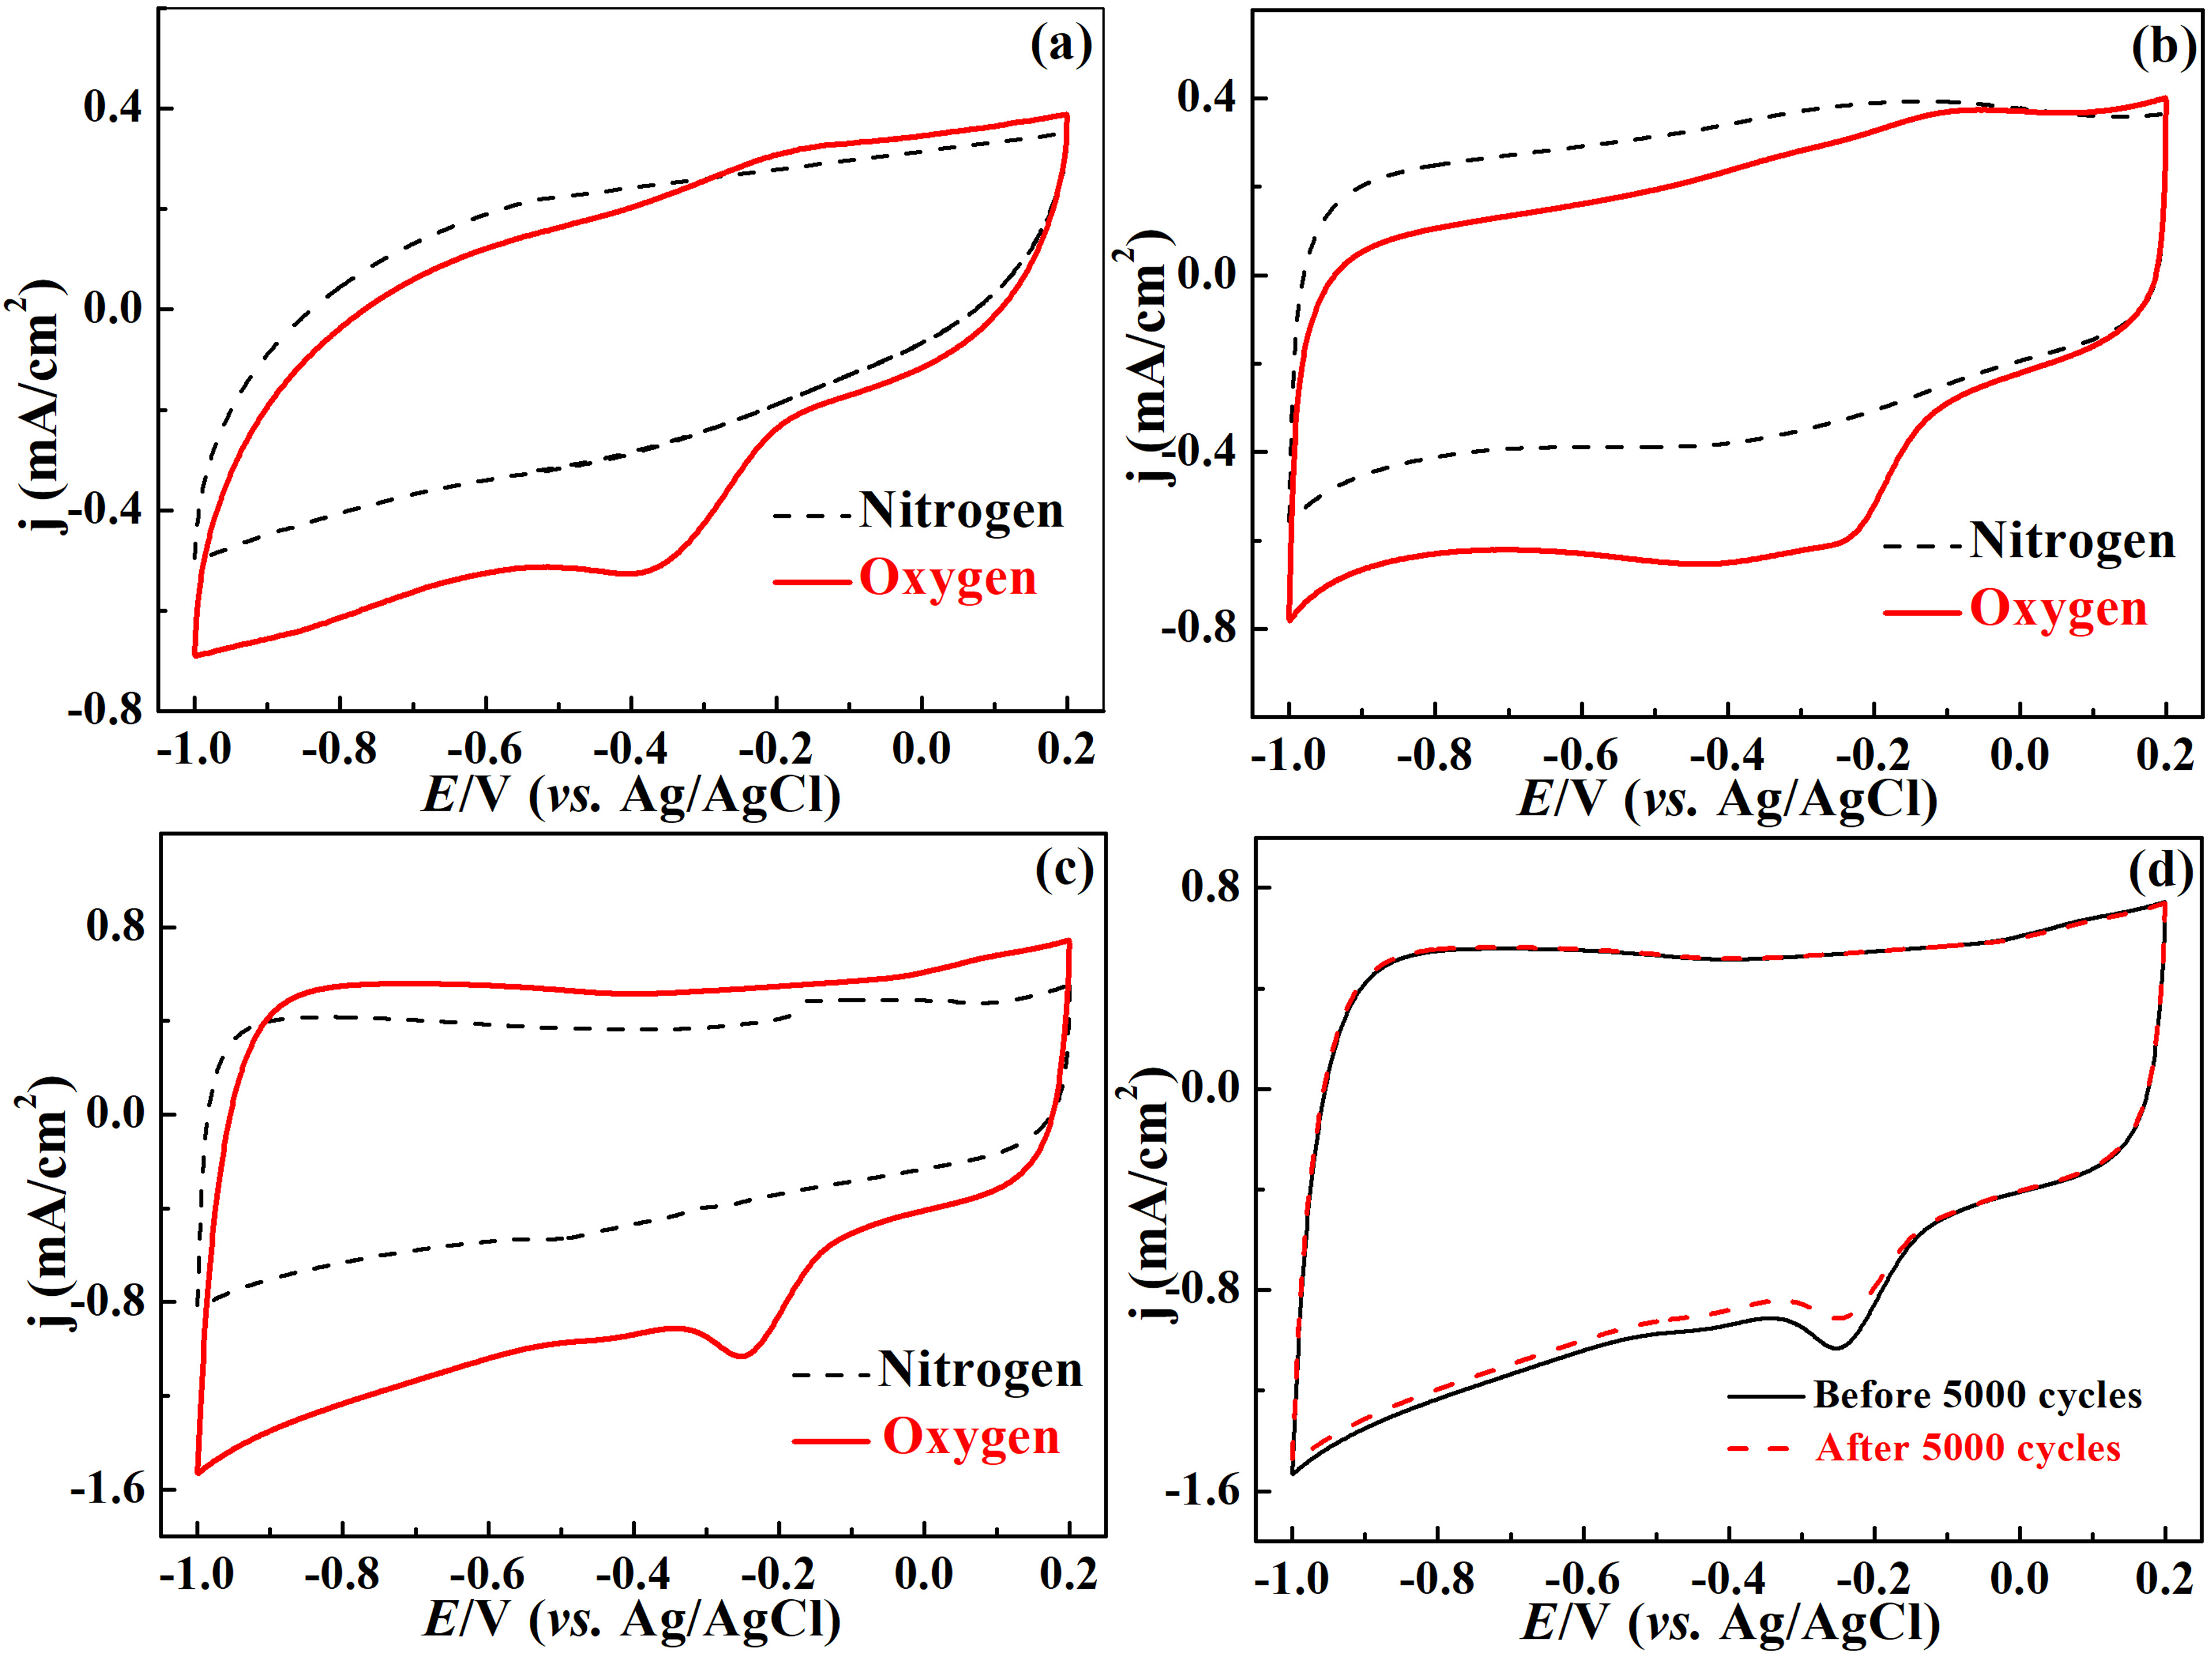 (a)
0.4
0.0
-0.4
-0.8
j (mA/cm²)
Nitrogen
Oxygen
-1.0 -0.8 -0.6 -0.4 -0.2 0.0 0.2
E/V (vs. Ag/AgCl)
(b)
0.4
0.0
-0.4
-0.8
j (mA/cm²)
Nitrogen
Oxygen
-1.0 -0.8 -0.6 -0.4 -0.2 0.0 0.2
E/V (vs. Ag/AgCl)
(c)
0.8
0.0
-0.8
-1.6
j (mA/cm²)
Nitrogen
Oxygen
-1.0 -0.8 -0.6 -0.4 -0.2 0.0 0.2
E/V (vs. Ag/AgCl)
(d)
0.8
0.0
-0.8
-1.6
j (mA/cm²)
Before 5000 cycles
After 5000 cycles
-1.0 -0.8 -0.6 -0.4 -0.2 0.0 0.2
E/V (vs. Ag/AgCl)